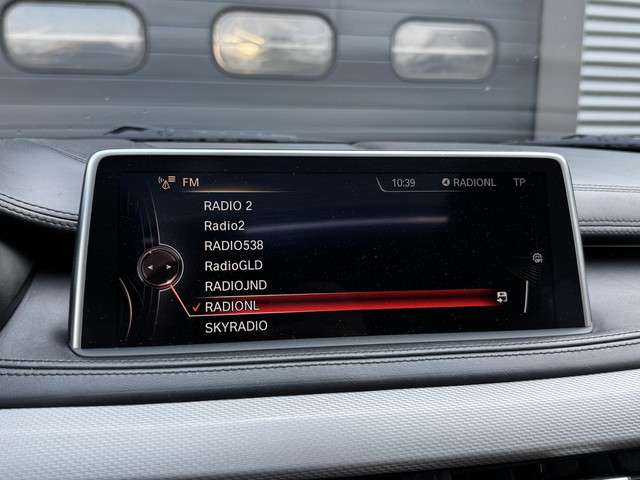 FM 10:39 RADIONL TP
RADIO 2
Radio2
RADIO538
RadioGLD
RADIOJND
RADIONL
SKYRADIO